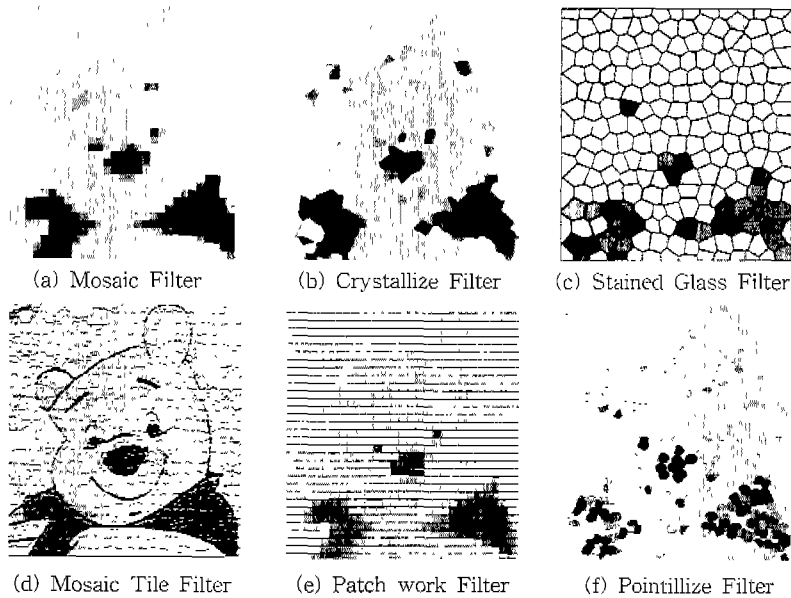 (a) Mosaic Filter
(b) Crystallize Filter
(c) Stained Glass Filter
(d) Mosaic Tile Filter
(e) Patch work Filter
(f) Pointillize Filter